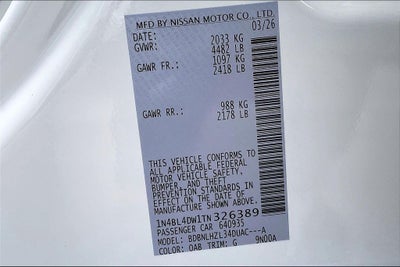 MFD BY NISSAN MOTOR CO., LTD.
DATE: 03/26
GVWR: 2033 KG
4482 LB
GAWR FR.: 1097 KG
2418 LB
GAWR RR.: 988 KG
2178 LB
THIS VEHICLE CONFORMS TO
ALL APPLICABLE FEDERAL
MOTOR VEHICLE SAFETY,
BUMPER, AND THEFT
PREVENTION STANDARDS IN
EFFECT ON THE DATE OF
MANUFACTURE SHOWN ABOVE.
1N4BL4DW1TN326389
PASSENGER CAR 640935
MODEL: BDBNLHZL34DUAC---A
COLOR: QAB TRIM: G 9N00A